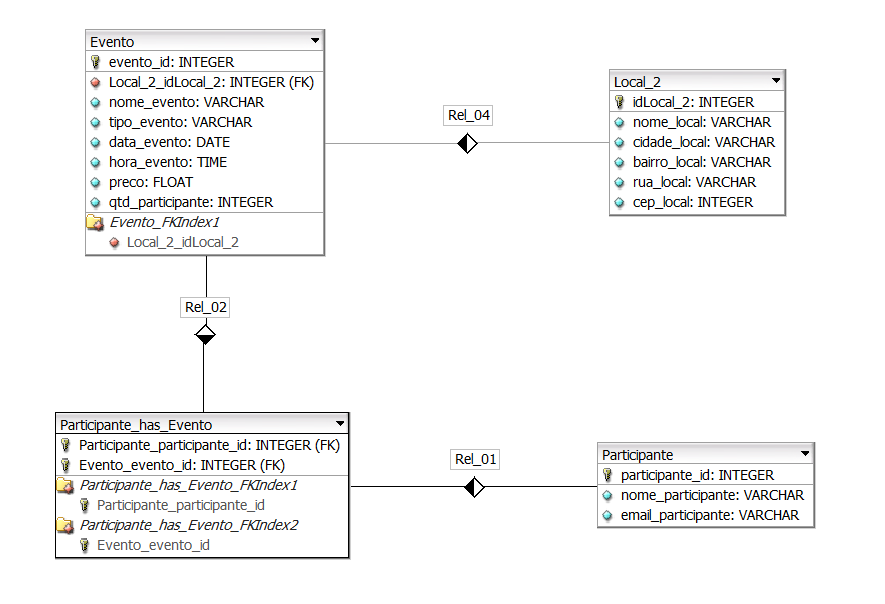 Evento
evento_id: INTEGER
Local_2_idLocal_2: INTEGER (FK)
nome_evento: VARCHAR
tipo_evento: VARCHAR
data_evento: DATE
hora_evento: TIME
preco: FLOAT
qtd_participante: INTEGER
Evento_FKIndex1
Local_2_idLocal_2
Rel_04
Local_2
idLocal_2: INTEGER
nome_local: VARCHAR
cidade_local: VARCHAR
bairro_local: VARCHAR
rua_local: VARCHAR
cep_local: INTEGER
Rel_02
Participante_has_Evento
Participante_participante_id: INTEGER (FK)
Evento_evento_id: INTEGER (FK)
Participante_has_Evento_FKIndex1
Participante_participante_id
Participante_has_Evento_FKIndex2
Evento_evento_id
Rel_01
Participante
participante_id: INTEGER
nome_participante: VARCHAR
email_participante: VARCHAR